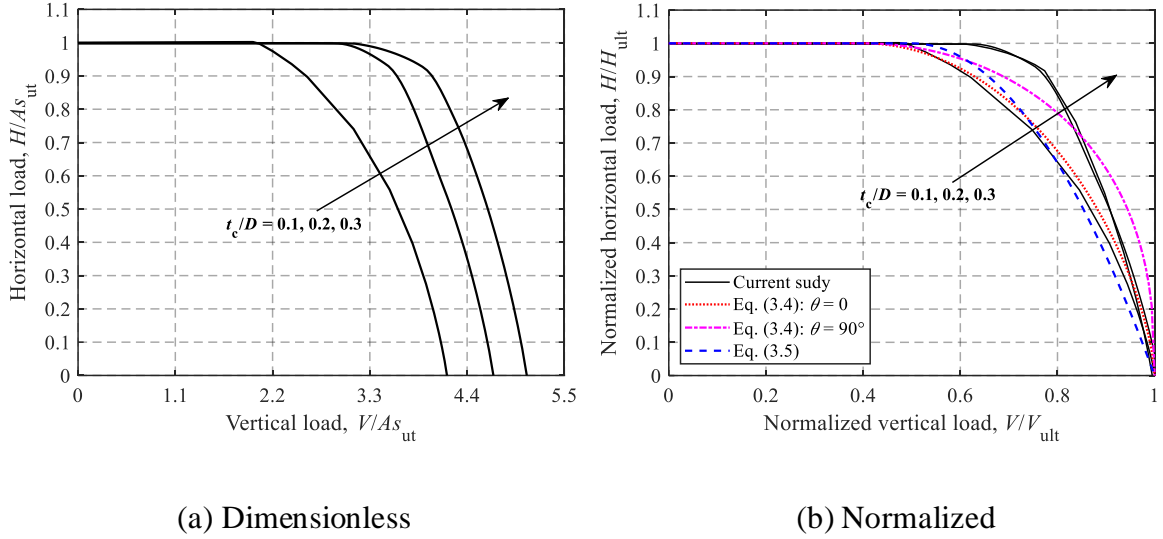 1.1
1
0.9
0.8
0.7
0.6
0.5
0.4
0.3
0.2
0.1
0
Horizontal load, H/As_ut
t_c/D = 0.1, 0.2, 0.3
0 1.1 2.2 3.3 4.4 5.5
Vertical load, V/As_ut
(a) Dimensionless
1.1
1
0.9
0.8
0.7
0.6
0.5
0.4
0.3
0.2
0.1
0
Normalized horizontal load, H/H_ult
t_c/D = 0.1, 0.2, 0.3
Current sudy
Eq. (3.4): θ = 0
Eq. (3.4): θ = 90°
Eq. (3.5)
0 0.2 0.4 0.6 0.8 1
Normalized vertical load, V/V_ult
(b) Normalized